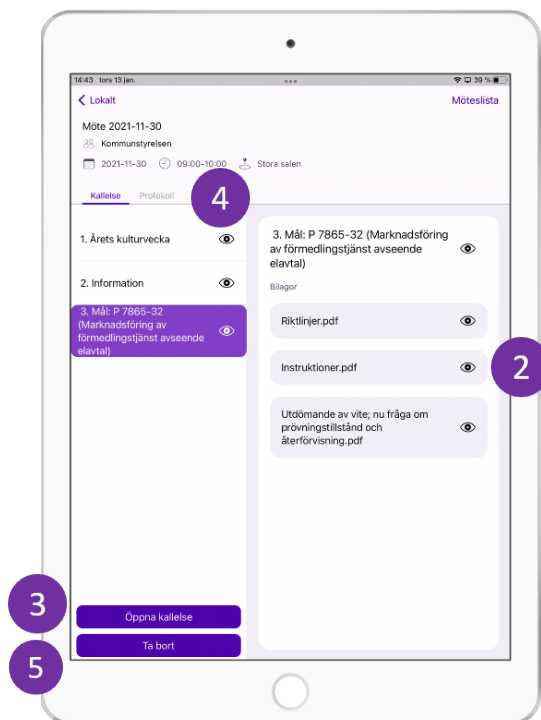 14:43 tors 13 jan.
39 %
Lokalt
Möteslista
Möte 2021-11-30
Kommunstyrelsen
2021-11-30 09:00-10:00 Stora salen
Kallelse Protokoll
4
1. Årets kulturvecka
2. Information
3. Mål: P 7865-32
(Marknadsföring av
förmedlingstjänst avseende
elavtal)
3. Mål: P 7865-32 (Marknadsföring
av förmedlingstjänst avseende
elavtal)
Bilagor
Riktlinjer.pdf
Instruktioner.pdf
2
Utdömande av vite; nu fråga om
prövningstillstånd och
återförvisning.pdf
3
Öppna kallelse
Ta bort
5